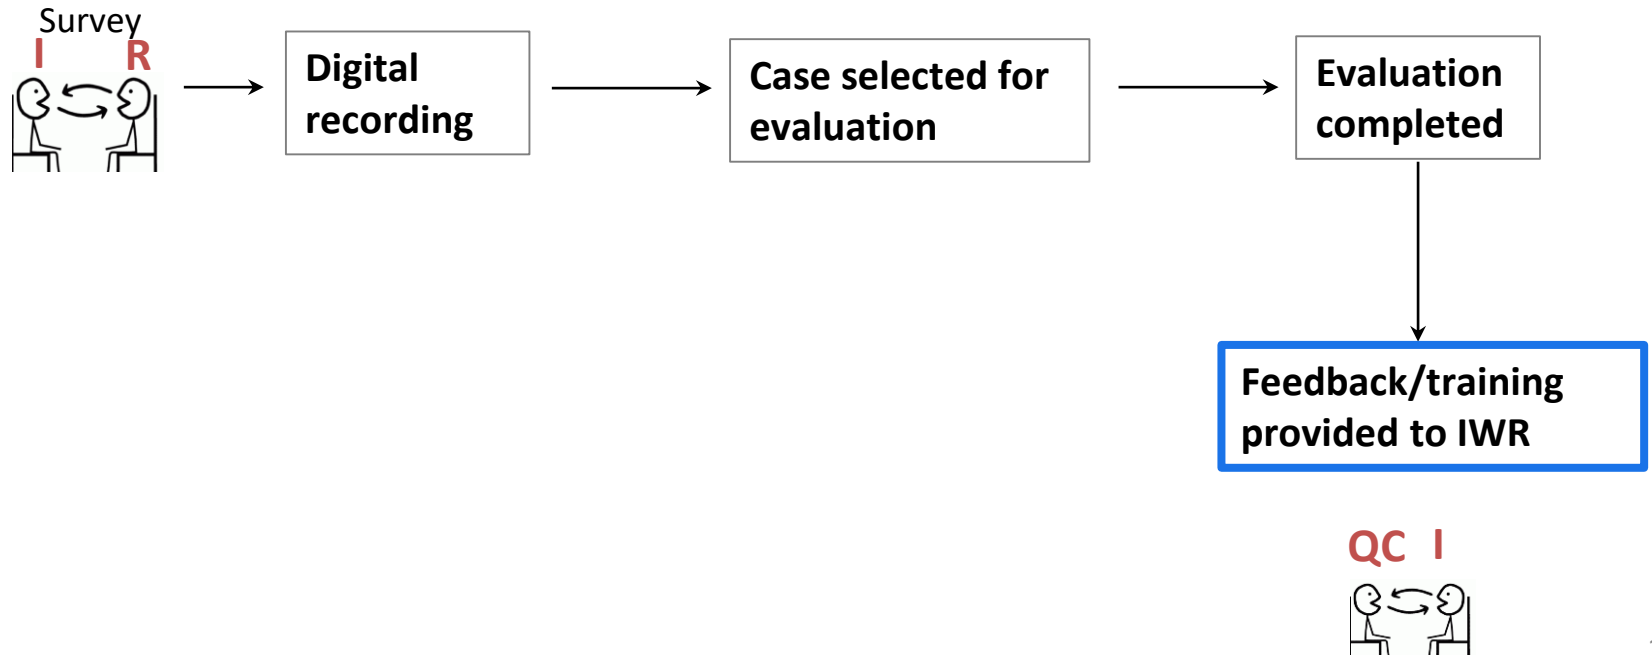 Survey
I R
Digital
recording
Case selected for
evaluation
Evaluation
completed
Feedback/training
provided to IWR
QC I